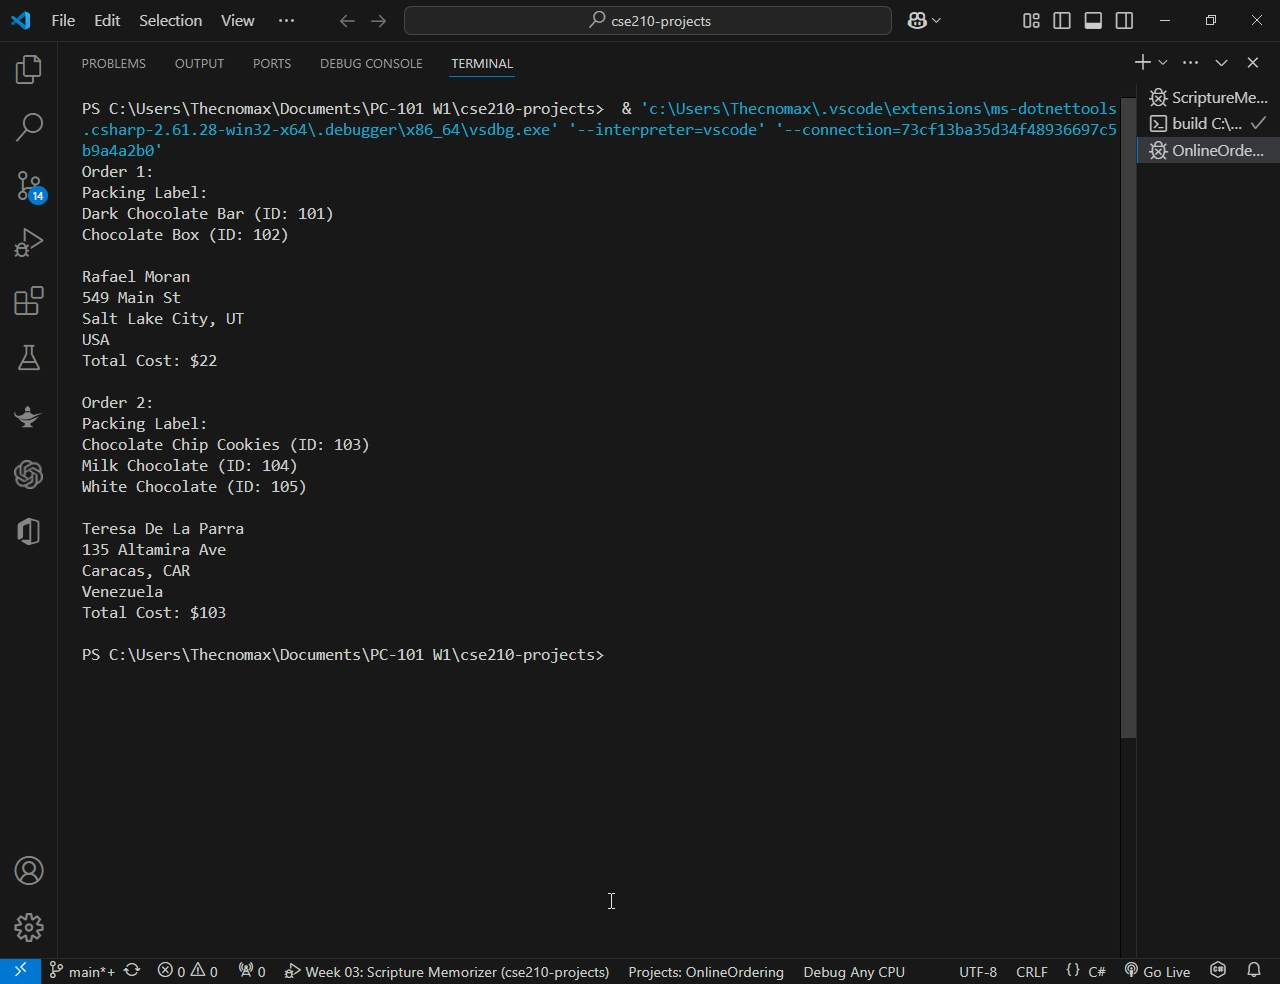 File Edit Selection View ··· cse210-projects
PROBLEMS OUTPUT PORTS DEBUG CONSOLE TERMINAL
PS C:\Users\Thecnomax\Documents\PC-101 W1\cse210-projects> & 'c:\Users\Thecnomax\.vscode\extensions\ms-dotnettools
.csharp-2.61.28-win32-x64\.debugger\x86_64\vsdbg.exe' '--interpreter=vscode' '--connection=73cf13ba35d34f48936697c5
b9a4a2b0'
Order 1:
Packing Label:
Dark Chocolate Bar (ID: 101)
Chocolate Box (ID: 102)
Rafael Moran
549 Main St
Salt Lake City, UT
USA
Total Cost: $22
Order 2:
Packing Label:
Chocolate Chip Cookies (ID: 103)
Milk Chocolate (ID: 104)
White Chocolate (ID: 105)
Teresa De La Parra
135 Altamira Ave
Caracas, CAR
Venezuela
Total Cost: $103
PS C:\Users\Thecnomax\Documents\PC-101 W1\cse210-projects>
ScriptureMe...
build C:\...
OnlineOrde...
14
main*+ 0 0 0 Week 03: Scripture Memorizer (cse210-projects) Projects: OnlineOrdering Debug Any CPU UTF-8 CRLF {} C# Go Live